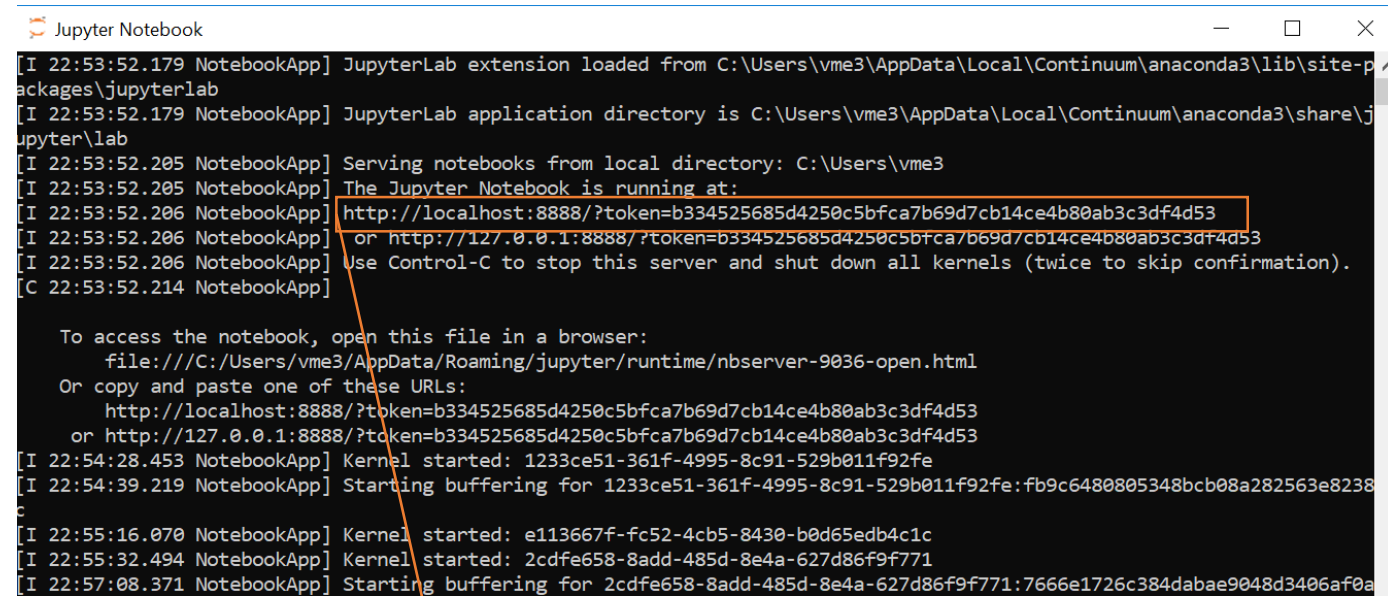 Jupyter Notebook
[I 22:53:52.179 NotebookApp] JupyterLab extension loaded from C:\Users\vme3\AppData\Local\Continuum\anaconda3\lib\site-p
ackages\jupyterlab
[I 22:53:52.179 NotebookApp] JupyterLab application directory is C:\Users\vme3\AppData\Local\Continuum\anaconda3\share\j
upyter\lab
[I 22:53:52.205 NotebookApp] Serving notebooks from local directory: C:\Users\vme3
[I 22:53:52.205 NotebookApp] The Jupyter Notebook is running at:
[I 22:53:52.206 NotebookApp] http://localhost:8888/?token=b334525685d4250c5bfca7b69d7cb14ce4b80ab3c3df4d53
[I 22:53:52.206 NotebookApp]  or http://127.0.0.1:8888/?token=b334525685d4250c5bfca7b69d7cb14ce4b80ab3c3df4d53
[I 22:53:52.206 NotebookApp] Use Control-C to stop this server and shut down all kernels (twice to skip confirmation).
[C 22:53:52.214 NotebookApp]
To access the notebook, open this file in a browser:
file:///C:/Users/vme3/AppData/Roaming/jupyter/runtime/nbserver-9036-open.html
Or copy and paste one of these URLs:
http://localhost:8888/?token=b334525685d4250c5bfca7b69d7cb14ce4b80ab3c3df4d53
or http://127.0.0.1:8888/?token=b334525685d4250c5bfca7b69d7cb14ce4b80ab3c3df4d53
[I 22:54:28.453 NotebookApp] Kernel started: 1233ce51-361f-4995-8c91-529b011f92fe
[I 22:54:39.219 NotebookApp] Starting buffering for 1233ce51-361f-4995-8c91-529b011f92fe:fb9c6480805348bcb08a282563e8238
c
[I 22:55:16.070 NotebookApp] Kernel started: e113667f-fc52-4cb5-8430-b0d65edb4c1c
[I 22:55:32.494 NotebookApp] Kernel started: 2cdfe658-8add-485d-8e4a-627d86f9f771
[I 22:57:08.371 NotebookApp] Starting buffering for 2cdfe658-8add-485d-8e4a-627d86f9f771:7666e1726c384dabae9048d3406af0a